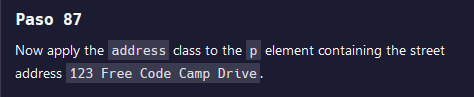 Paso 87
Now apply the address class to the p element containing the street
address 123 Free Code Camp Drive.